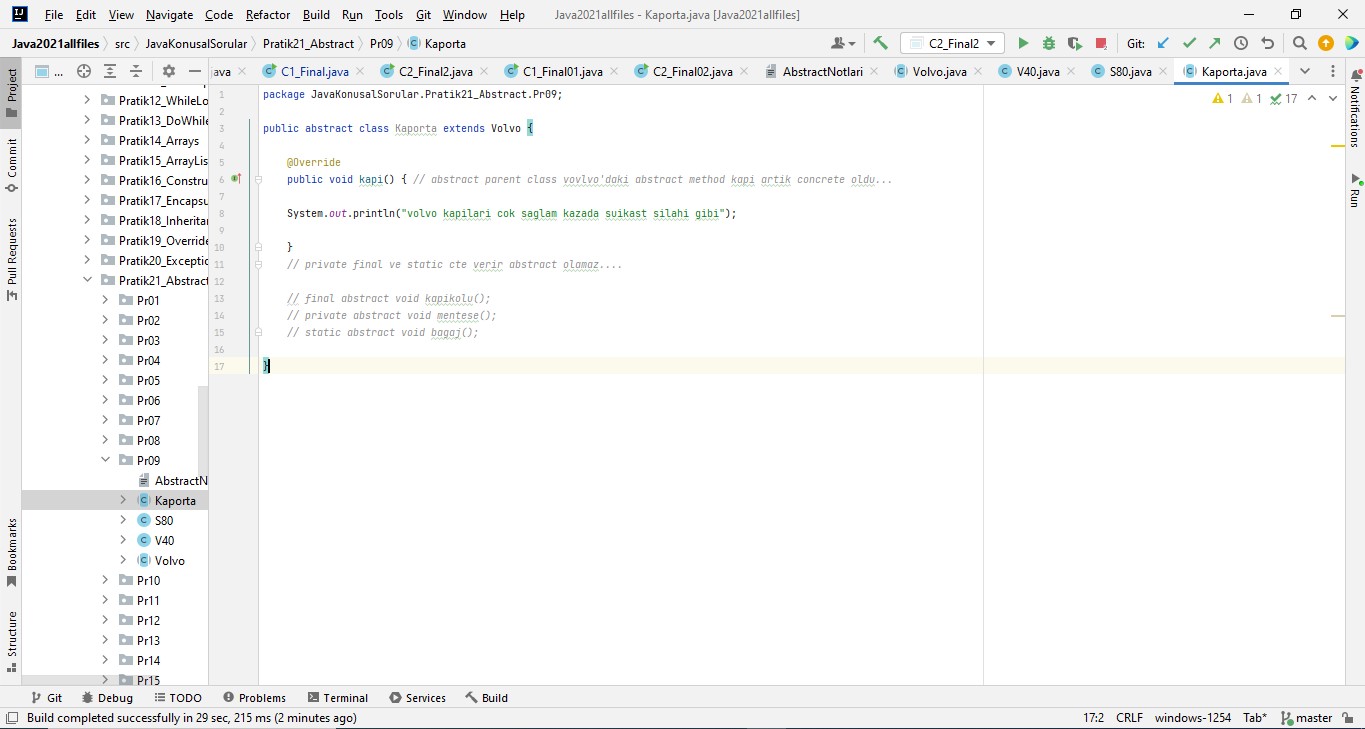 File Edit View Navigate Code Refactor Build Run Tools Git Window Help Java2021allfiles - Kaporta.java [Java2021allfiles]
Java2021allfiles src JavaKonusalSorular Pratik21_Abstract Pr09 Kaporta C2_Final2 Git:
... java C1_Final.java C2_Final2.java C1_Final01.java C2_Final02.java AbstractNotlari Volvo.java V40.java S80.java Kaporta.java
Project
Commit
Pull Requests
Bookmarks
Structure
Pratik12_WhileLo
Pratik13_DoWhile
Pratik14_Arrays
Pratik15_ArrayLis
Pratik16_Constru
Pratik17_Encapsu
Pratik18_Inheritar
Pratik19_Override
Pratik20_Exceptic
Pratik21_Abstract
Pr01
Pr02
Pr03
Pr04
Pr05
Pr06
Pr07
Pr08
Pr09
AbstractN
Kaporta
S80
V40
Volvo
Pr10
Pr11
Pr12
Pr13
Pr14
Pr15
1 package JavaKonusalSorular.Pratik21_Abstract.Pr09;
2
3 public abstract class Kaporta extends Volvo {
4
5 @Override
6 public void kapi() { // abstract parent class vovlvo'daki abstract method kapi artik concrete oldu...
7
8 System.out.println("volvo kapilari cok saglam kazada suikast silahi gibi");
9
10 }
11 // private final ve static cte verir abstract olamaz....
12
13 // final abstract void kapikolu();
14 // private abstract void mentese();
15 // static abstract void bagaj();
16
17 }
1 1 17
Notifications
Run
Git Debug TODO Problems Terminal Services Build
Build completed successfully in 29 sec, 215 ms (2 minutes ago) 17:2 CRLF windows-1254 Tab* master